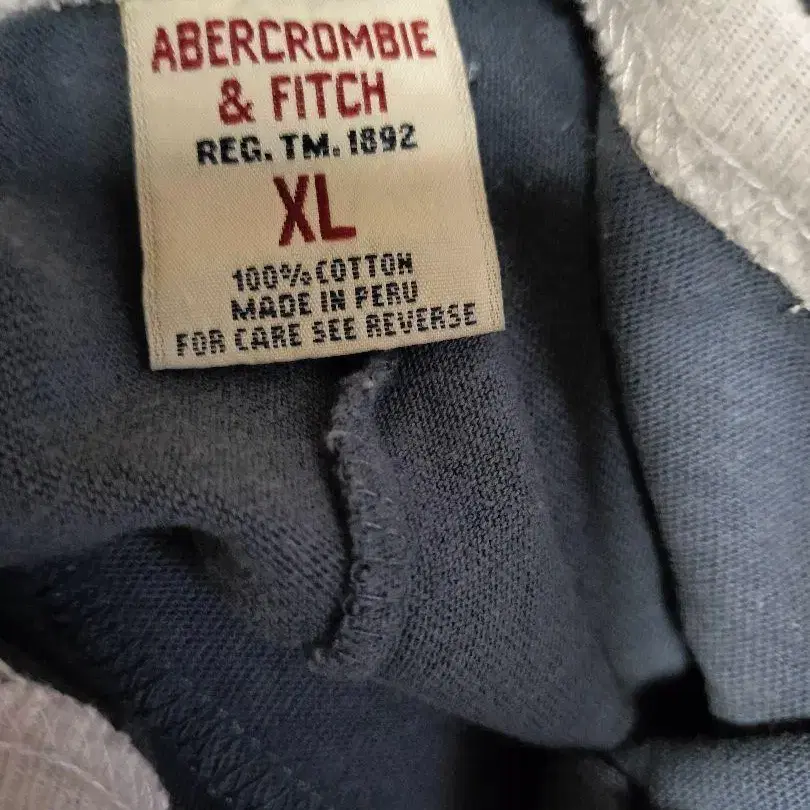 ABERCROMBIE
& FITCH
REG. TM. 1892
XL
100% COTTON
MADE IN PERU
FOR CARE SEE REVERSE